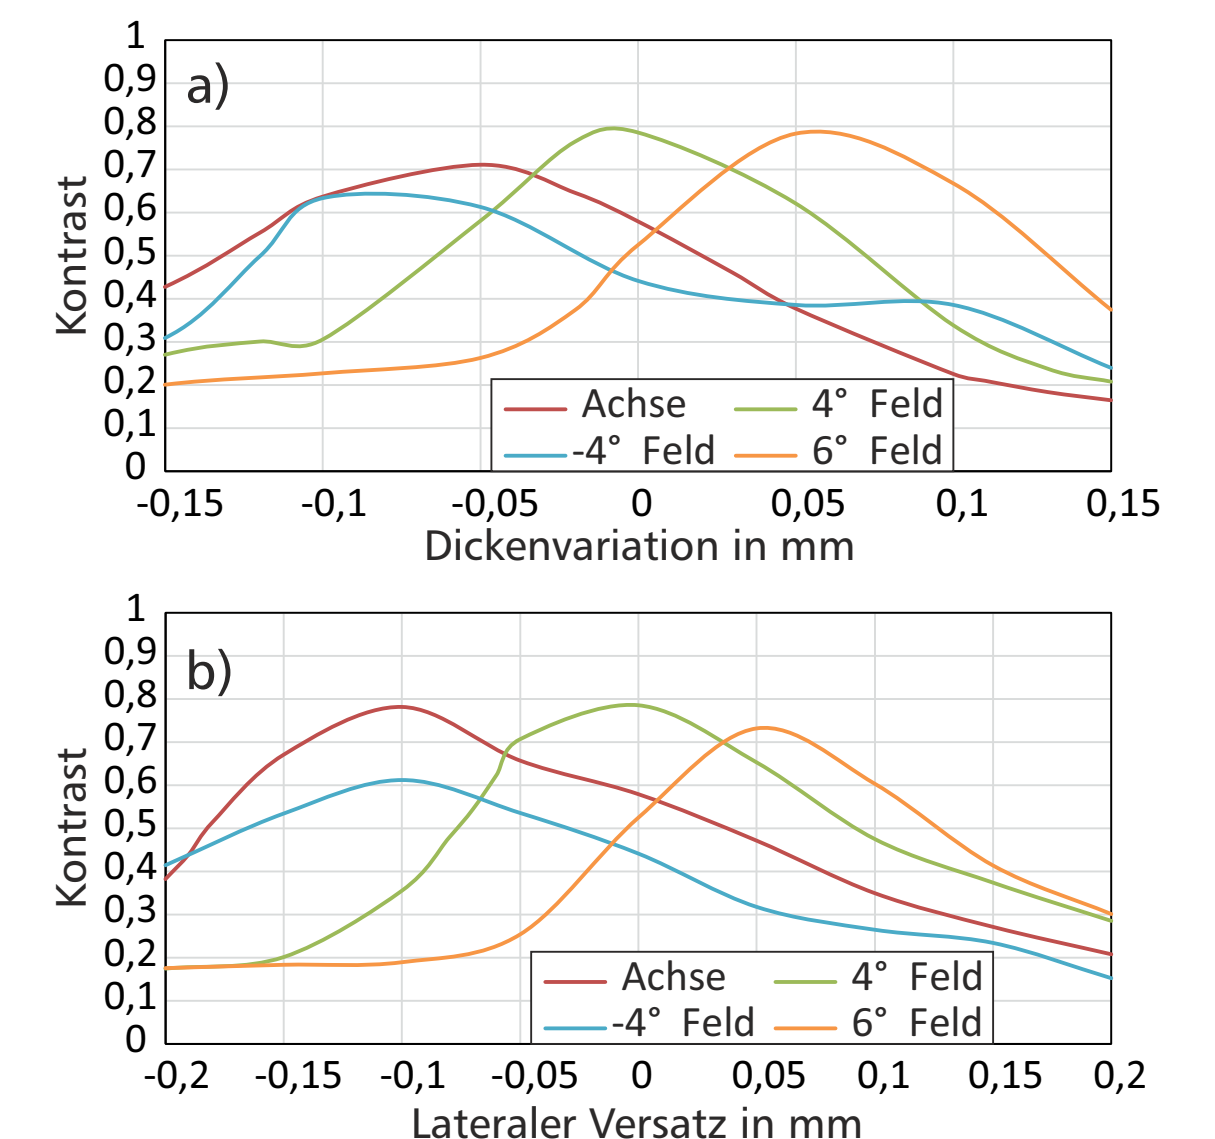 1
0,9
a)
0,8
0,7
0,6
0,5
0,4
0,3
0,2
0,1
0
Kontrast
Achse 4° Feld
-4° Feld 6° Feld
-0,15 -0,1 -0,05 0 0,05 0,1 0,15
Dickenvariation in mm
1
0,9
b)
0,8
0,7
0,6
0,5
0,4
0,3
0,2
0,1
0
Kontrast
Achse 4° Feld
-4° Feld 6° Feld
-0,2 -0,15 -0,1 -0,05 0 0,05 0,1 0,15 0,2
Lateraler Versatz in mm